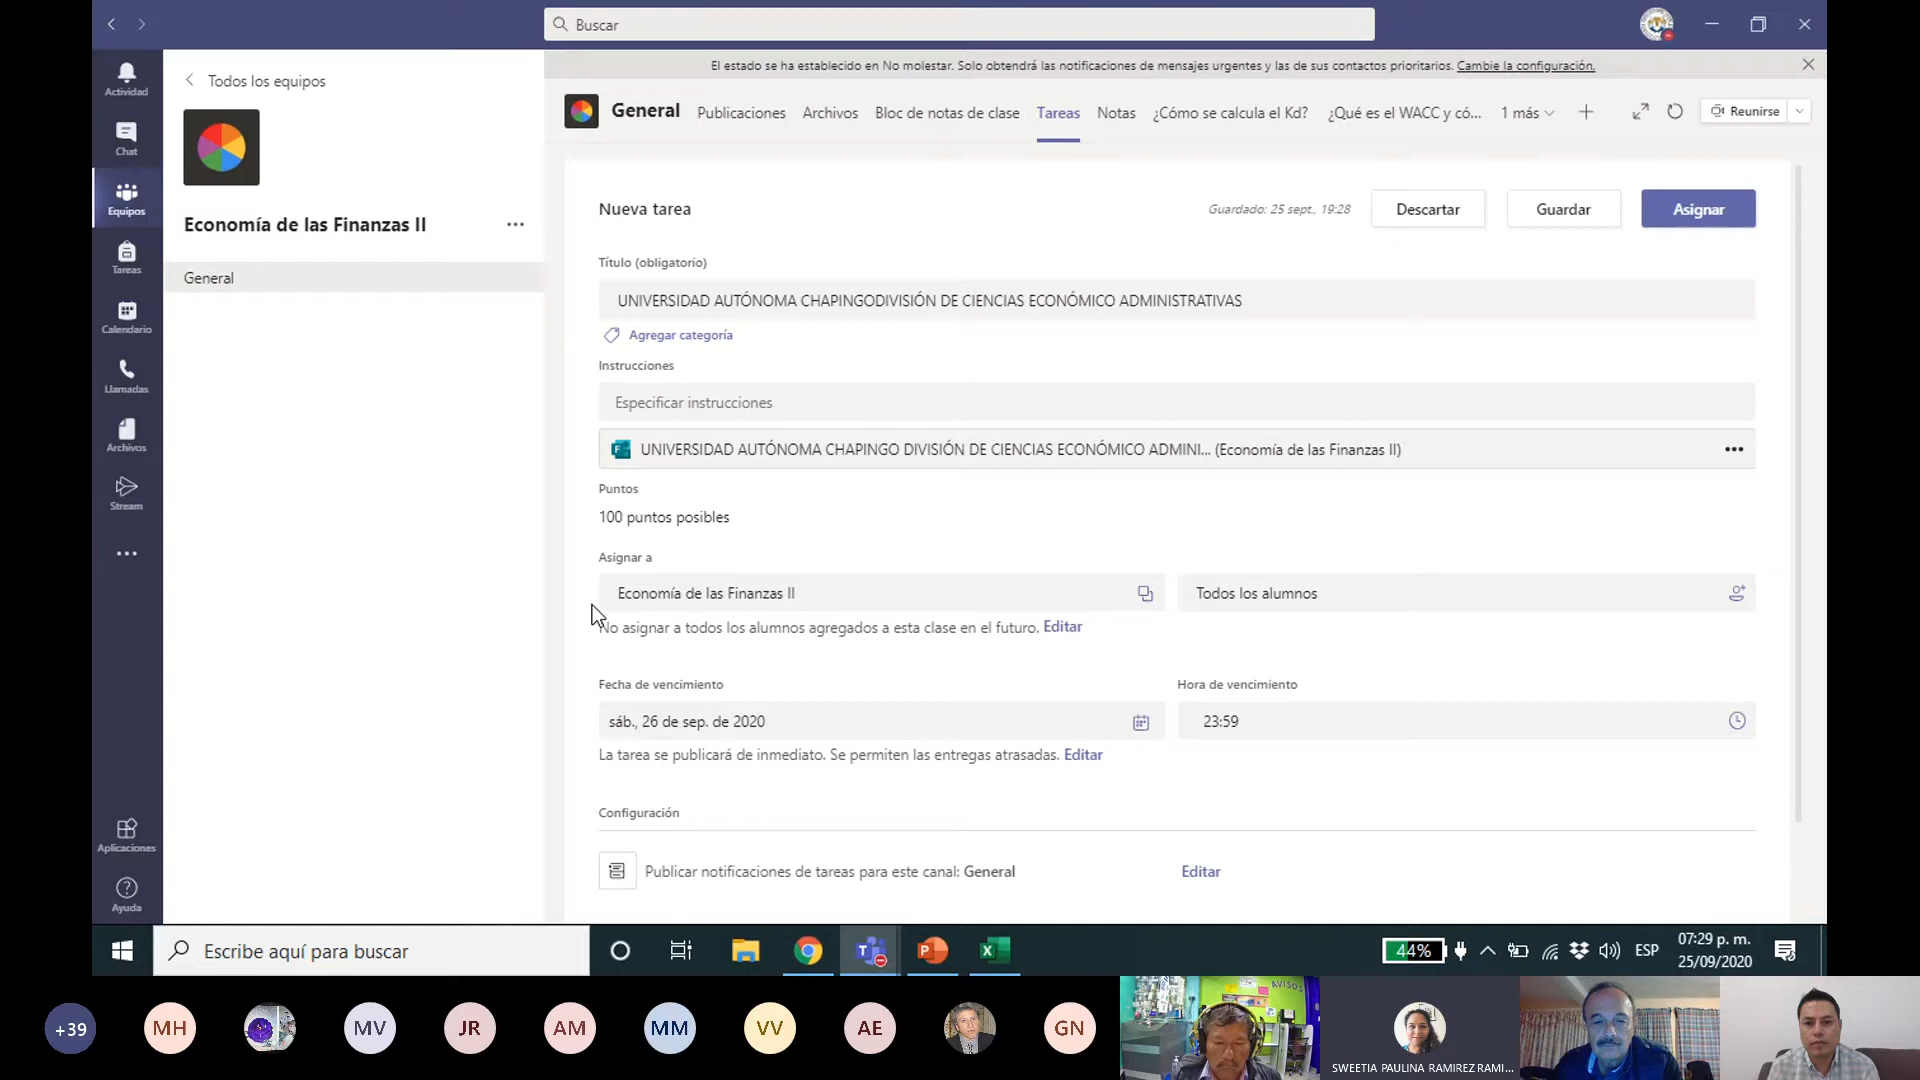 Buscar
El estado se ha establecido en No molestar. Solo obtendrá las notificaciones de mensajes urgentes y las de sus contactos prioritarios. Cambie la configuración.
Actividad
Chat
Equipos
Tareas
Calendario
Llamadas
Archivos
Stream
Aplicaciones
Ayuda
Todos los equipos
Economía de las Finanzas II
General
General Publicaciones Archivos Bloc de notas de clase Tareas Notas ¿Cómo se calcula el Kd? ¿Qué es el WACC y có... 1 más Reunirse
Nueva tarea Guardado: 25 sept., 19:28 Descartar Guardar Asignar
Título (obligatorio)
UNIVERSIDAD AUTÓNOMA CHAPINGODIVISIÓN DE CIENCIAS ECONÓMICO ADMINISTRATIVAS
Agregar categoría
Instrucciones
Especificar instrucciones
UNIVERSIDAD AUTÓNOMA CHAPINGO DIVISIÓN DE CIENCIAS ECONÓMICO ADMINI... (Economía de las Finanzas II)
Puntos
100 puntos posibles
Asignar a
Economía de las Finanzas II Todos los alumnos
No asignar a todos los alumnos agregados a esta clase en el futuro. Editar
Fecha de vencimiento Hora de vencimiento
sáb., 26 de sep. de 2020 23:59
La tarea se publicará de inmediato. Se permiten las entregas atrasadas. Editar
Configuración
Publicar notificaciones de tareas para este canal: General Editar
Escribe aquí para buscar
44%
ESP
07:29 p. m.
25/09/2020
+39 MH MV JR AM MM VV AE GN
AVISOS
SWEETIA PAULINA RAMIREZ RAMI...